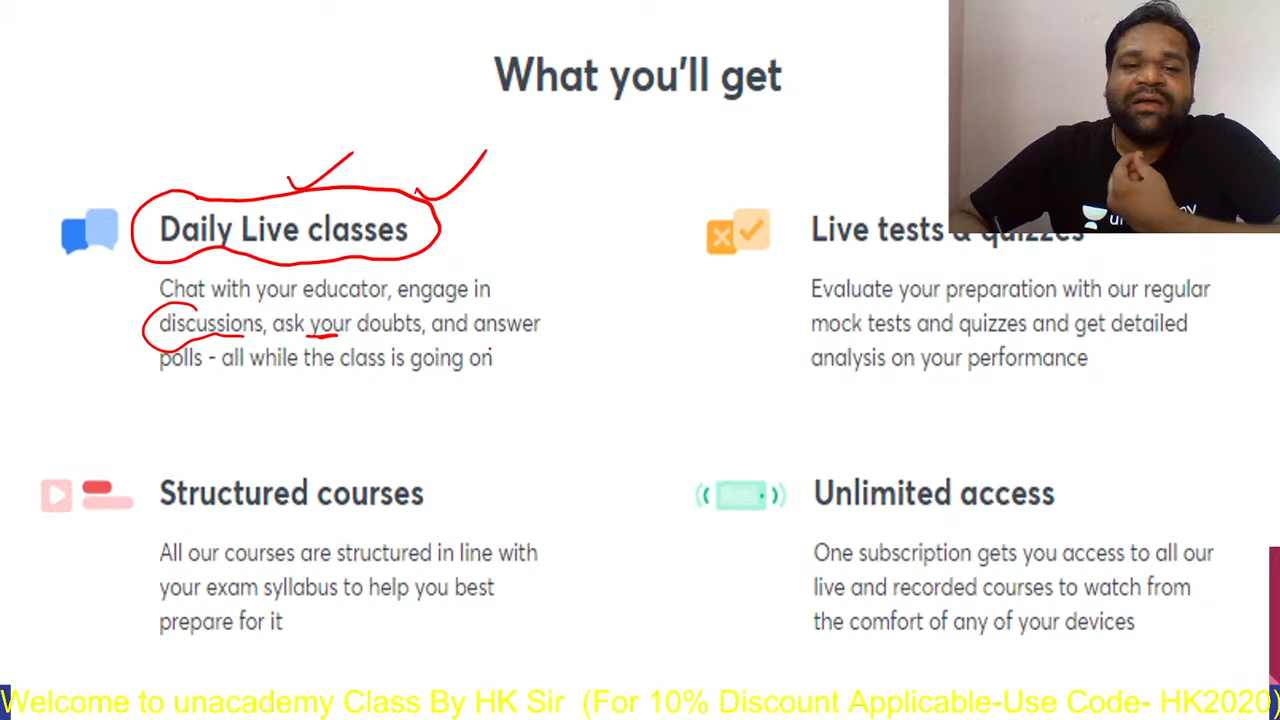 What you'll get
Daily Live classes
Chat with your educator, engage in
discussions, ask your doubts, and answer
polls - all while the class is going on
Live tests & quizzes
Evaluate your preparation with our regular
mock tests and quizzes and get detailed
analysis on your performance
Structured courses
All our courses are structured in line with
your exam syllabus to help you best
prepare for it
Unlimited access
One subscription gets you access to all our
live and recorded courses to watch from
the comfort of any of your devices
Welcome to unacademy Class By HK Sir (For 10% Discount Applicable-Use Code- HK2020)